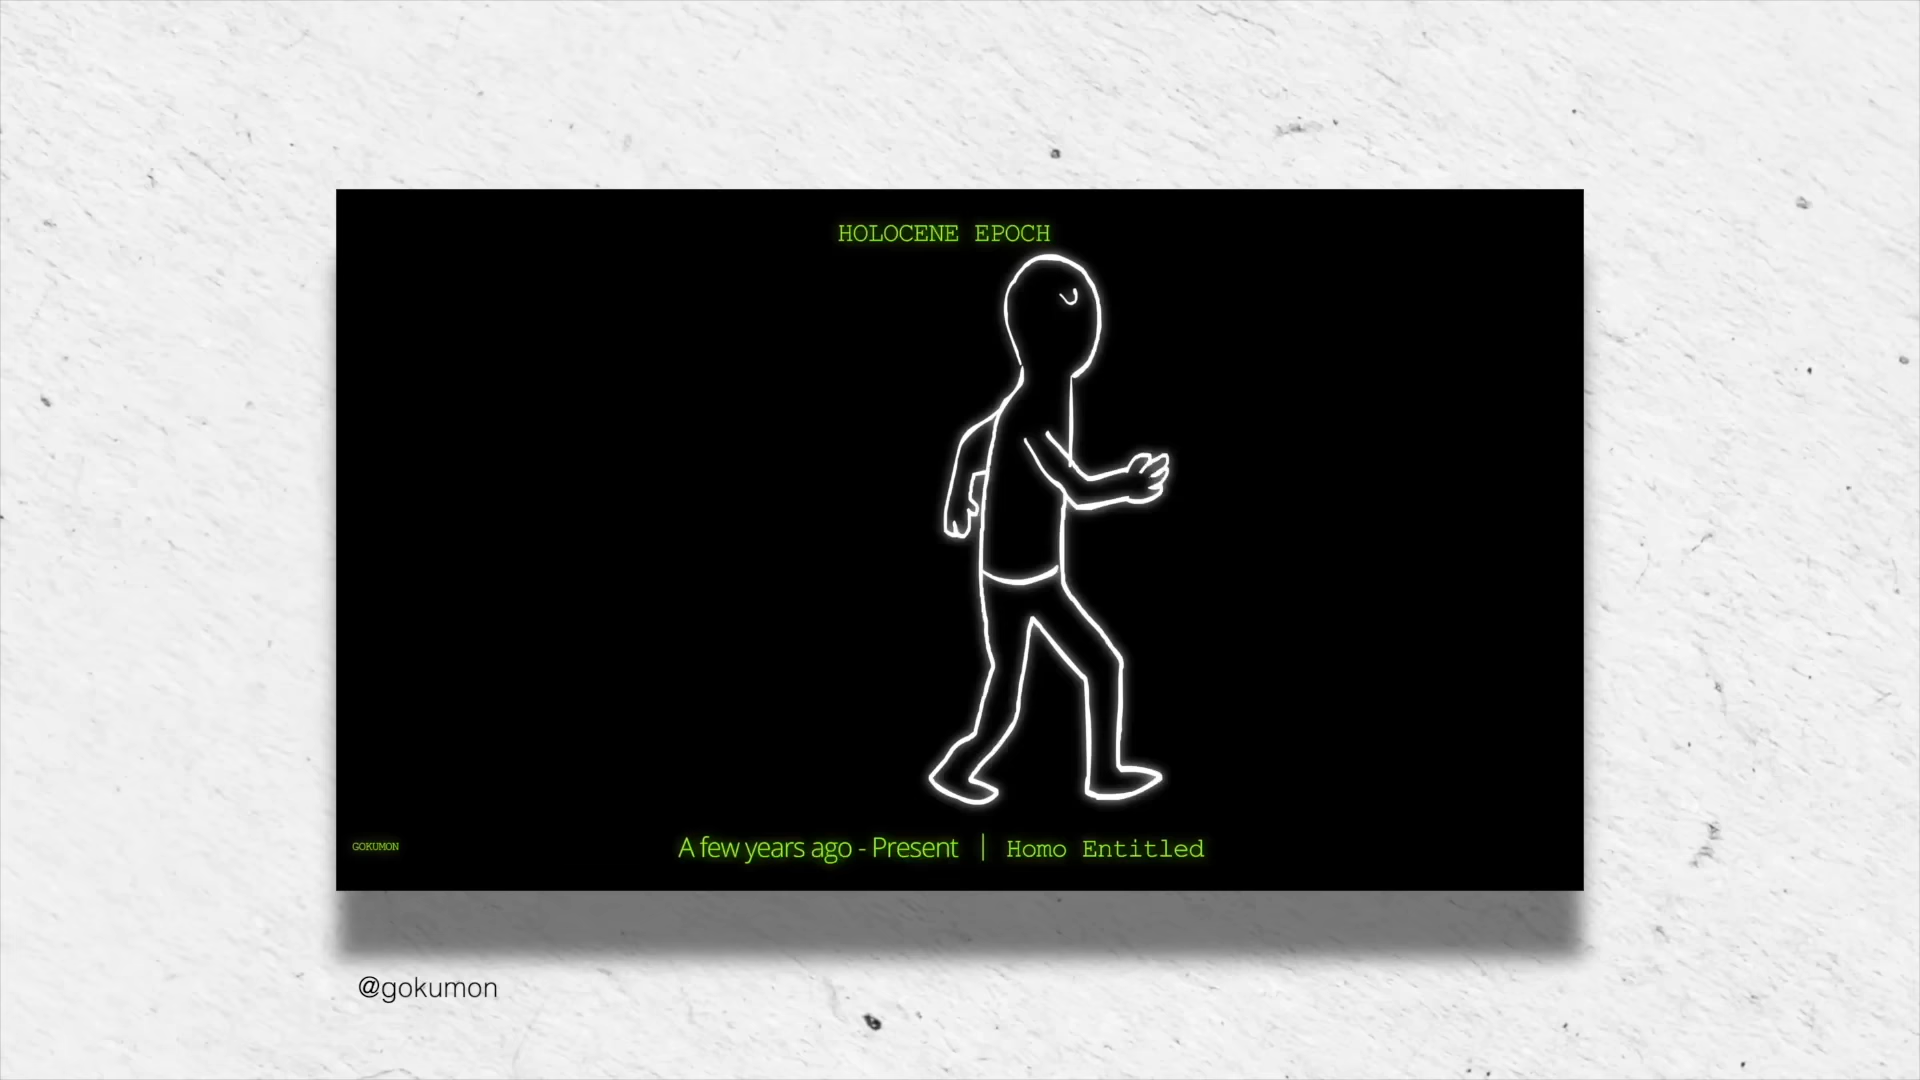 HOLOCENE EPOCH
GOKUMON
A few years ago - Present | Homo Entitled
@gokumon